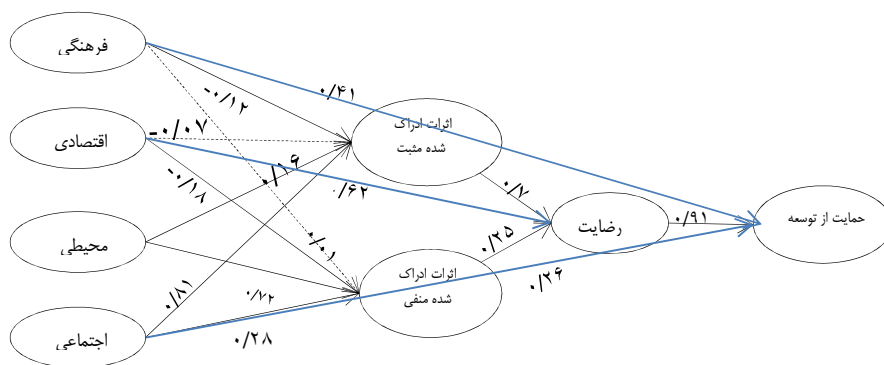 فرهنگی
-۰/۱۲
۰/۴۱
اثرات ادراک
شده مثبت
اقتصادی
-۰/۰۷
۰/۱۶
-۰/۱۸
۰/۶۲
۰/۷
حمایت از توسعه
رضایت
۰/۹۱
محیطی
۰/۰۱
۰/۲۵
اثرات ادراک
شده منفی
۰/۲۶
۰/۸۱
۰/۷۲
اجتماعی
۰/۲۸